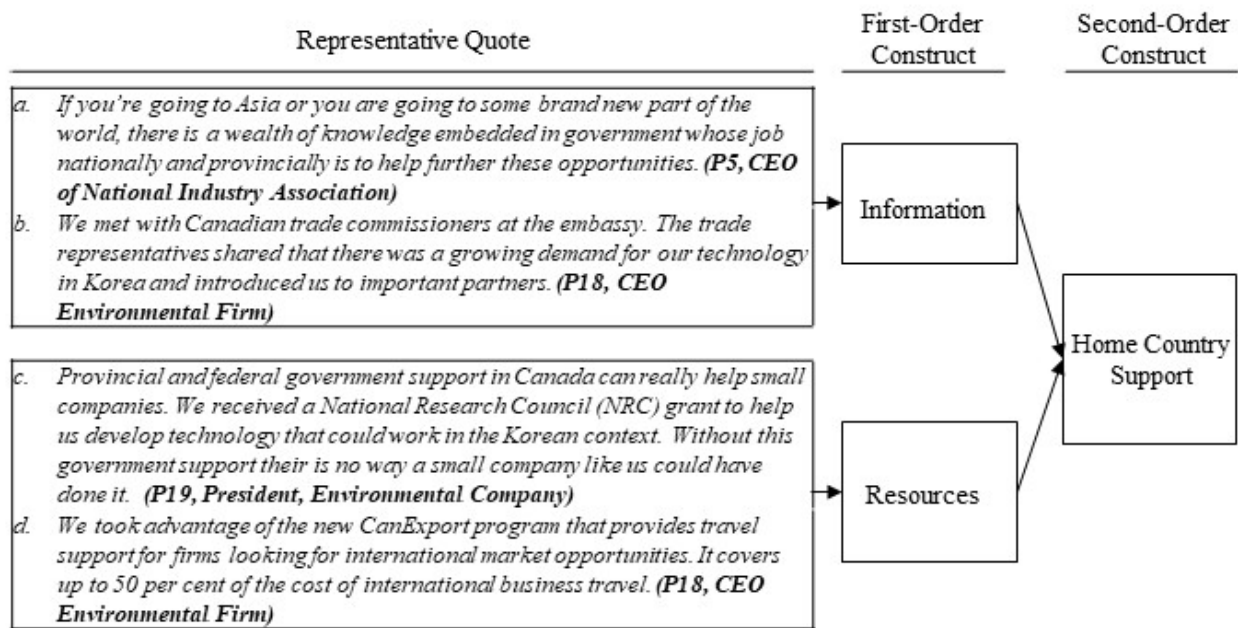 Representative Quote
First-Order
Construct
Second-Order
Construct
a. If you're going to Asia or you are going to some brand new part of the
world, there is a wealth of knowledge embedded in government whose job
nationally and provincially is to help further these opportunities. (P5, CEO
of National Industry Association)
b. We met with Canadian trade commissioners at the embassy. The trade
representatives shared that there was a growing demand for our technology
in Korea and introduced us to important partners. (P18, CEO
Environmental Firm)
Information
Home Country
Support
c. Provincial and federal government support in Canada can really help small
companies. We received a National Research Council (NRC) grant to help
us develop technology that could work in the Korean context. Without this
government support their is no way a small company like us could have
done it. (P19, President, Environmental Company)
d. We took advantage of the new CanExport program that provides travel
support for firms looking for international market opportunities. It covers
up to 50 per cent of the cost of international business travel. (P18, CEO
Environmental Firm)
Resources